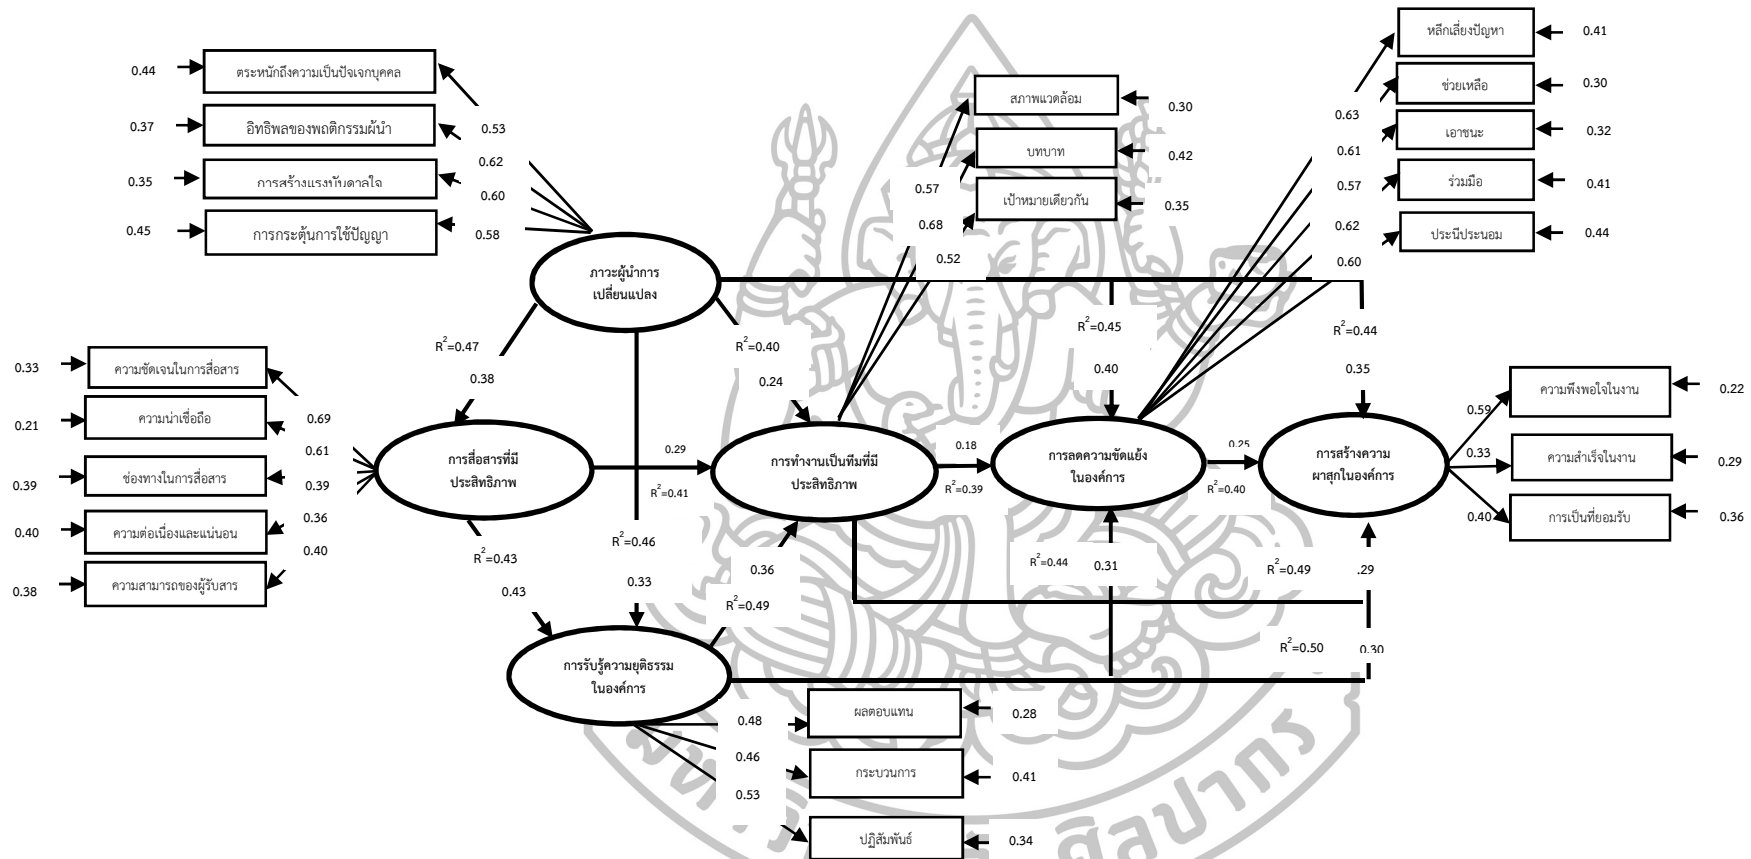 0.44
ตระหนักถึงความเป็นปัจเจกบุคคล
0.53
0.37
อิทธิพลของพฤติกรรมผู้นำ
0.62
0.35
การสร้างแรงบันดาลใจ
0.60
0.45
การกระตุ้นการใช้ปัญญา
0.58
ภาวะผู้นำการ
เปลี่ยนแปลง
สภาพแวดล้อม
0.30
บทบาท
0.42
เป้าหมายเดียวกัน
0.35
0.57
0.68
0.52
หลีกเลี่ยงปัญหา
0.41
ช่วยเหลือ
0.30
เอาชนะ
0.32
ร่วมมือ
0.41
ประนีประนอม
0.44
0.63
0.61
0.57
0.62
0.60
R²=0.47
0.38
R²=0.40
0.24
R²=0.45
0.40
R²=0.44
0.35
0.33
ความชัดเจนในการสื่อสาร
0.69
0.21
ความน่าเชื่อถือ
0.61
0.39
ช่องทางในการสื่อสาร
0.39
0.40
ความต่อเนื่องและแน่นอน
0.36
0.38
ความสามารถของผู้รับสาร
0.40
การสื่อสารที่มี
ประสิทธิภาพ
0.29
R²=0.41
การทำงานเป็นทีมที่มี
ประสิทธิภาพ
0.18
R²=0.39
การลดความขัดแย้ง
ในองค์การ
0.25
R²=0.40
การสร้างความ
ผาสุกในองค์การ
0.59
ความพึงพอใจในงาน
0.22
0.33
ความสำเร็จในงาน
0.29
0.40
การเป็นที่ยอมรับ
0.36
R²=0.43
0.43
R²=0.46
0.33
0.36
R²=0.49
R²=0.44
0.31
R²=0.49
.29
R²=0.50
0.30
การรับรู้ความยุติธรรม
ในองค์การ
0.48
ผลตอบแทน
0.28
0.46
กระบวนการ
0.41
0.53
ปฏิสัมพันธ์
0.34
ศิลปากร